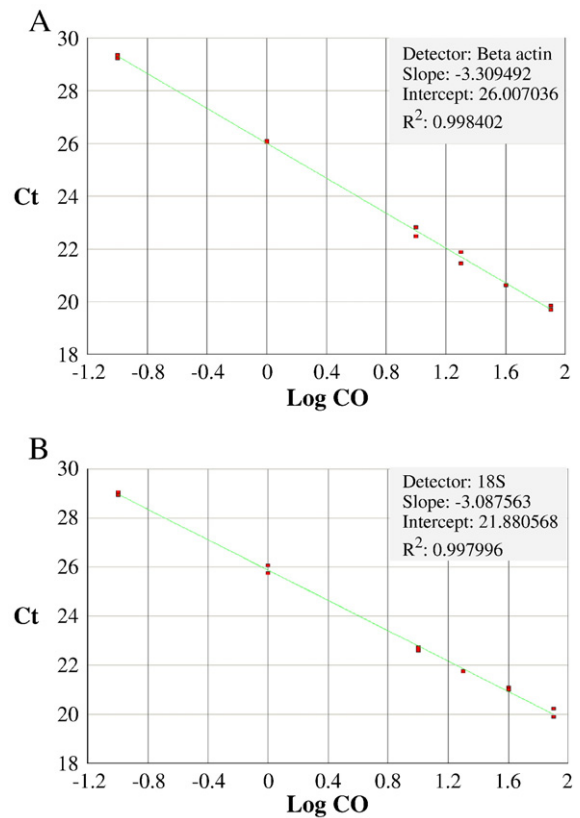 A
30
28
26
24
22
20
18
Ct
Detector: Beta actin
Slope: -3.309492
Intercept: 26.007036
R²: 0.998402
-1.2 -0.8 -0.4 0 0.4 0.8 1.2 1.6 2
Log CO
B
30
28
26
24
22
20
18
Ct
Detector: 18S
Slope: -3.087563
Intercept: 21.880568
R²: 0.997996
-1.2 -0.8 -0.4 0 0.4 0.8 1.2 1.6 2
Log CO